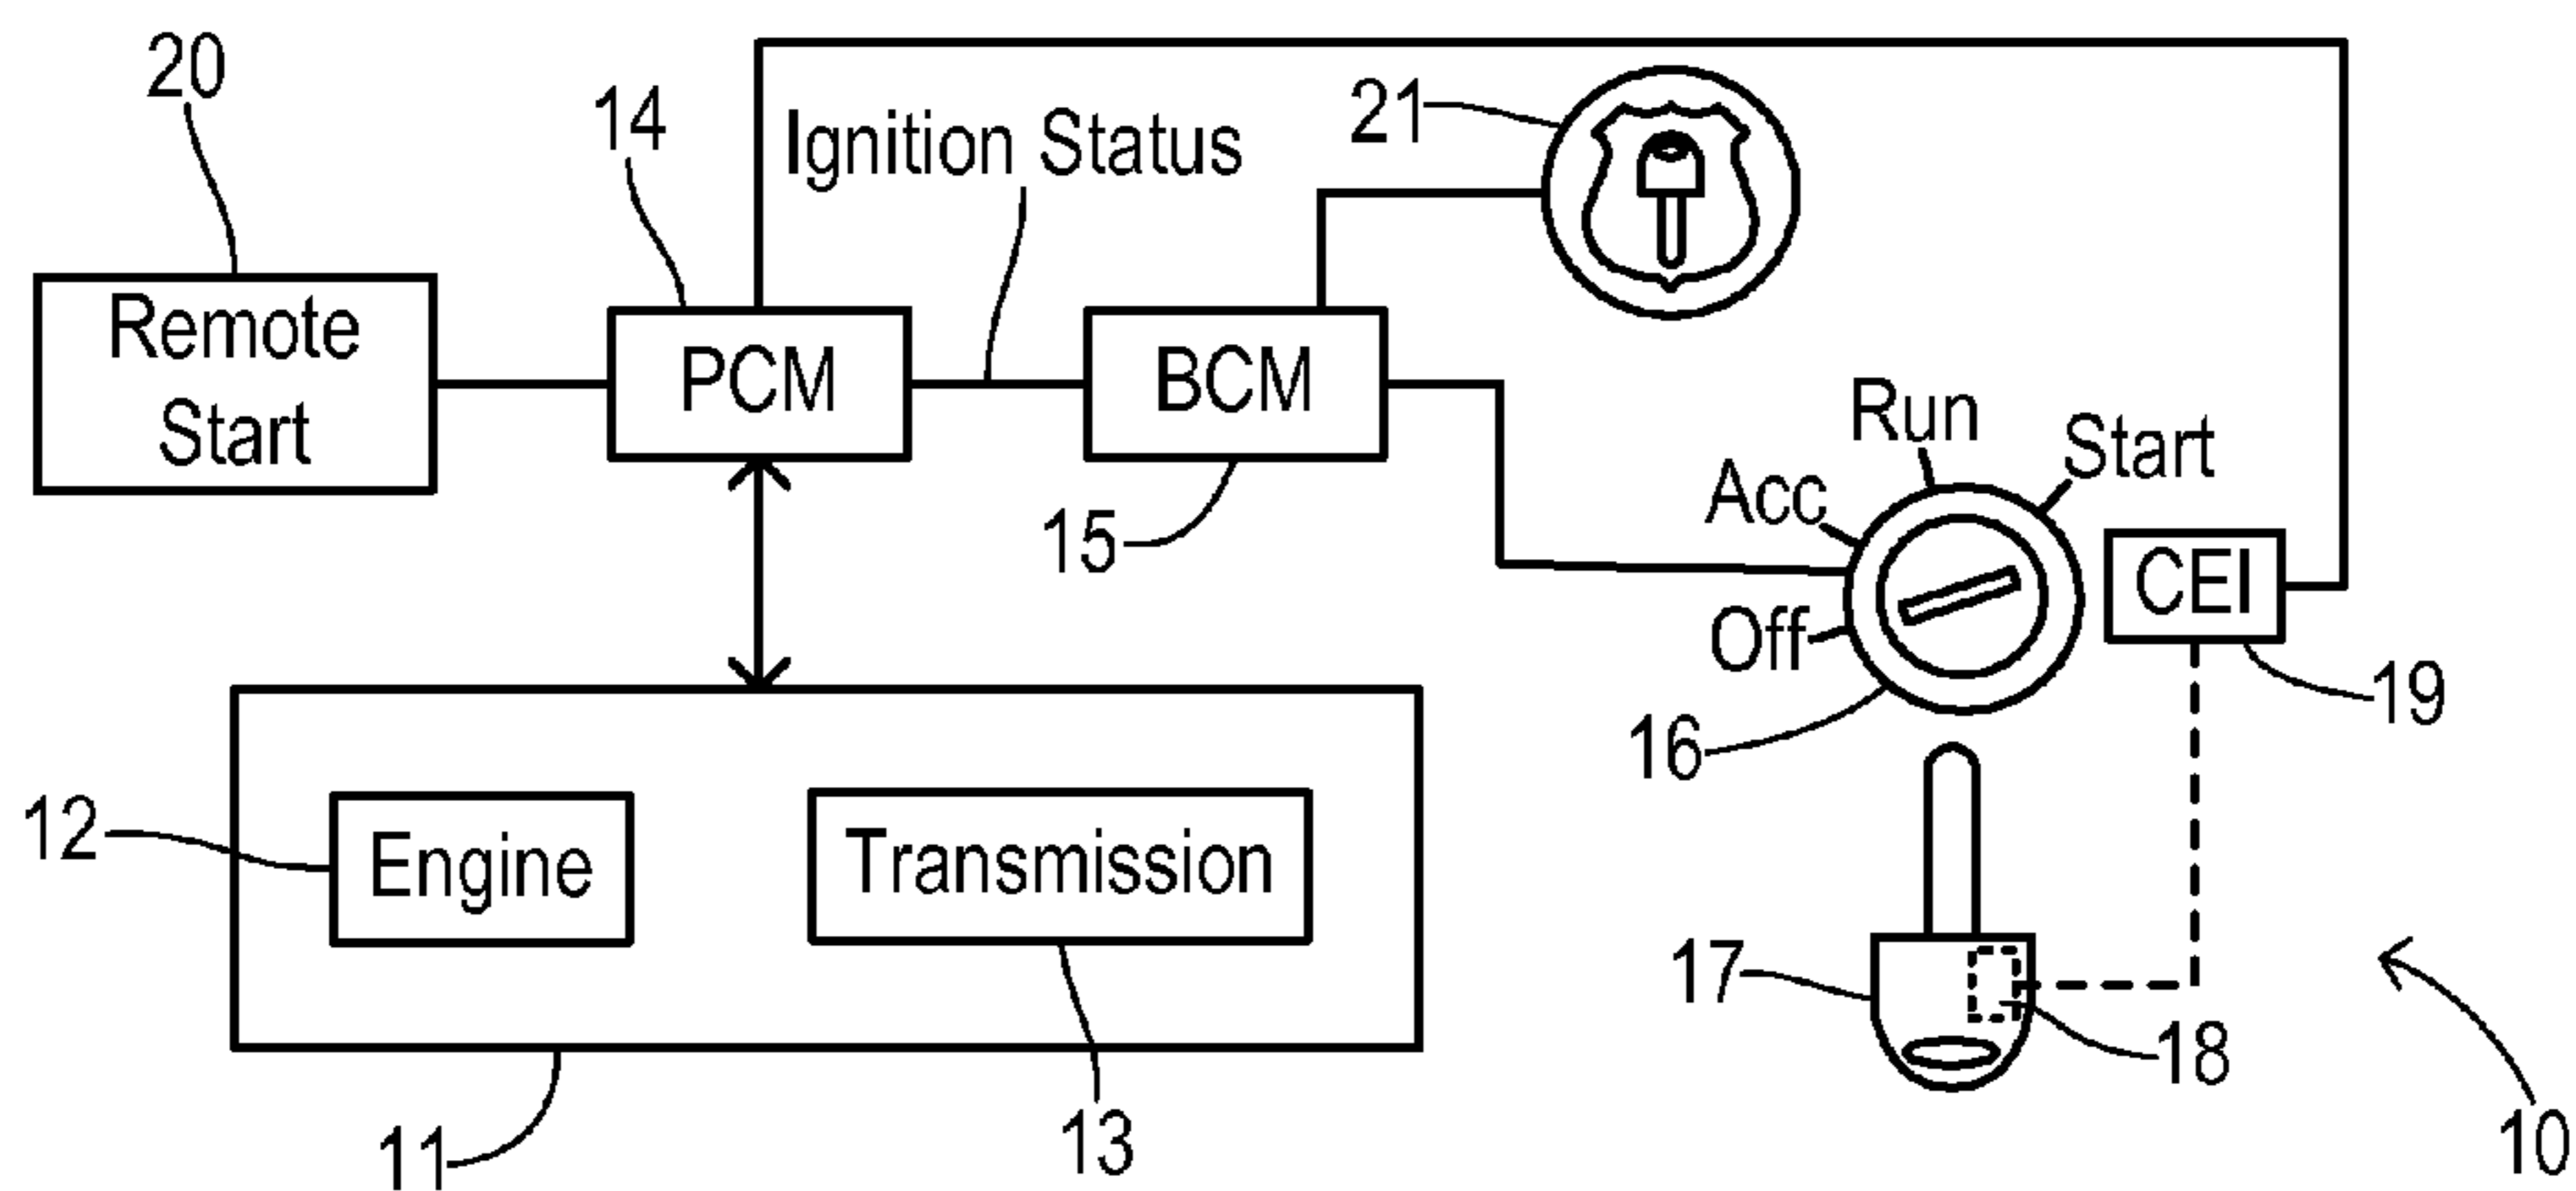 20
14
Ignition Status
21
Remote
Start
PCM
BCM
Run
Start
Acc
15
CEI
Off
19
16
12
Engine
Transmission
17
18
11
13
10